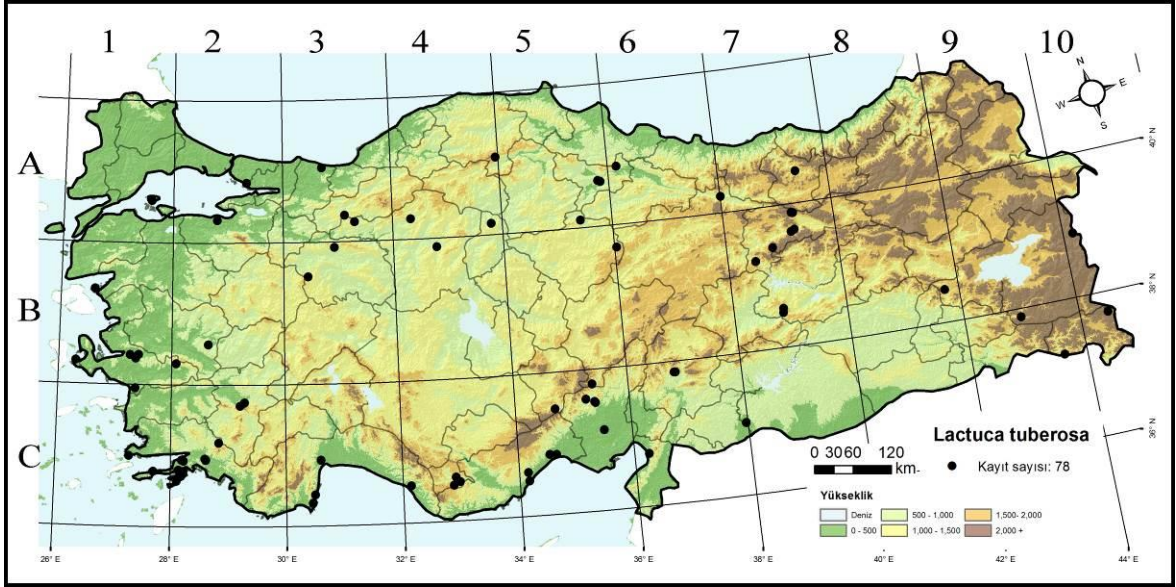 1 2 3 4 5 6 7 8 9 10
N
W E
S
A
B
C
40° N
38° N
36° N
Lactuca tuberosa
Kayıt sayısı: 78
0 30 60 120
km
Yükseklik
Deniz 500 - 1,000 1,500- 2,000
0 - 500 1,000 - 1,500 2,000 +
26° E 28° E 30° E 32° E 34° E 36° E 38° E 40° E 42° E 44° E